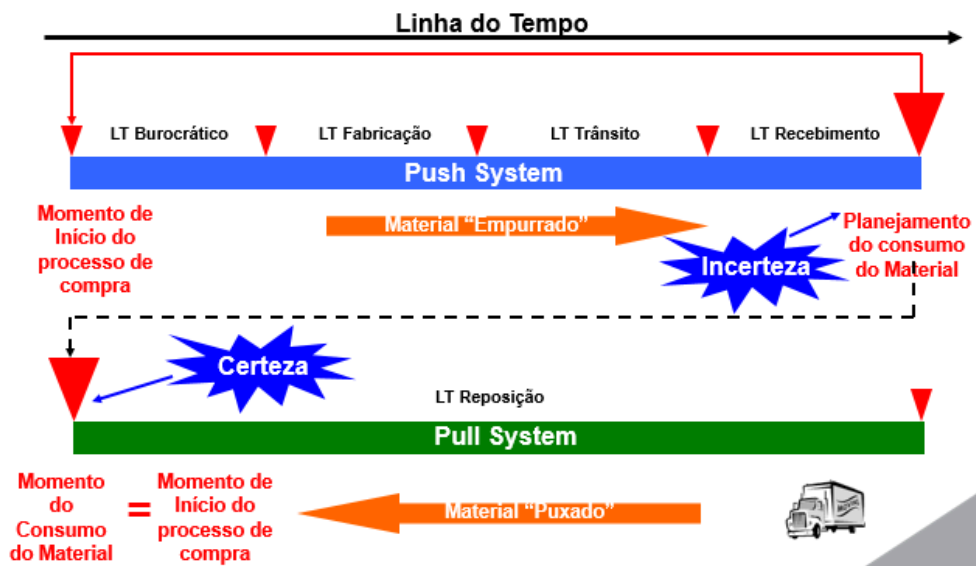 Linha do Tempo
LT Burocrático
LT Fabricação
LT Trânsito
LT Recebimento
Push System
Momento de
Início do
processo de
compra
Material “Empurrado”
Incerteza
Planejamento
do consumo
do Material
Certeza
LT Reposição
Pull System
Momento
do
Consumo
do Material
=
Momento de
Início do
processo de
compra
Material “Puxado”